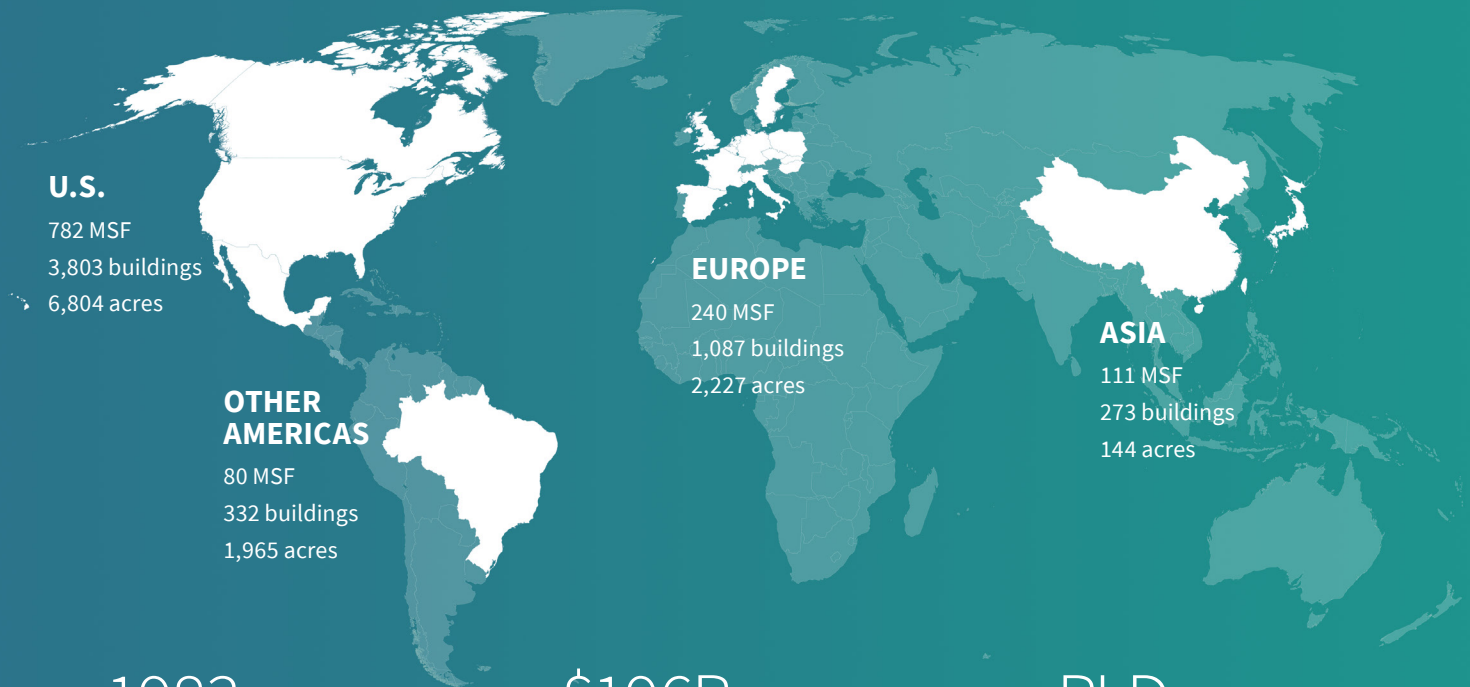 U.S.
782 MSF
3,803 buildings
6,804 acres
OTHER
AMERICAS
80 MSF
332 buildings
1,965 acres
EUROPE
240 MSF
1,087 buildings
2,227 acres
ASIA
111 MSF
273 buildings
144 acres